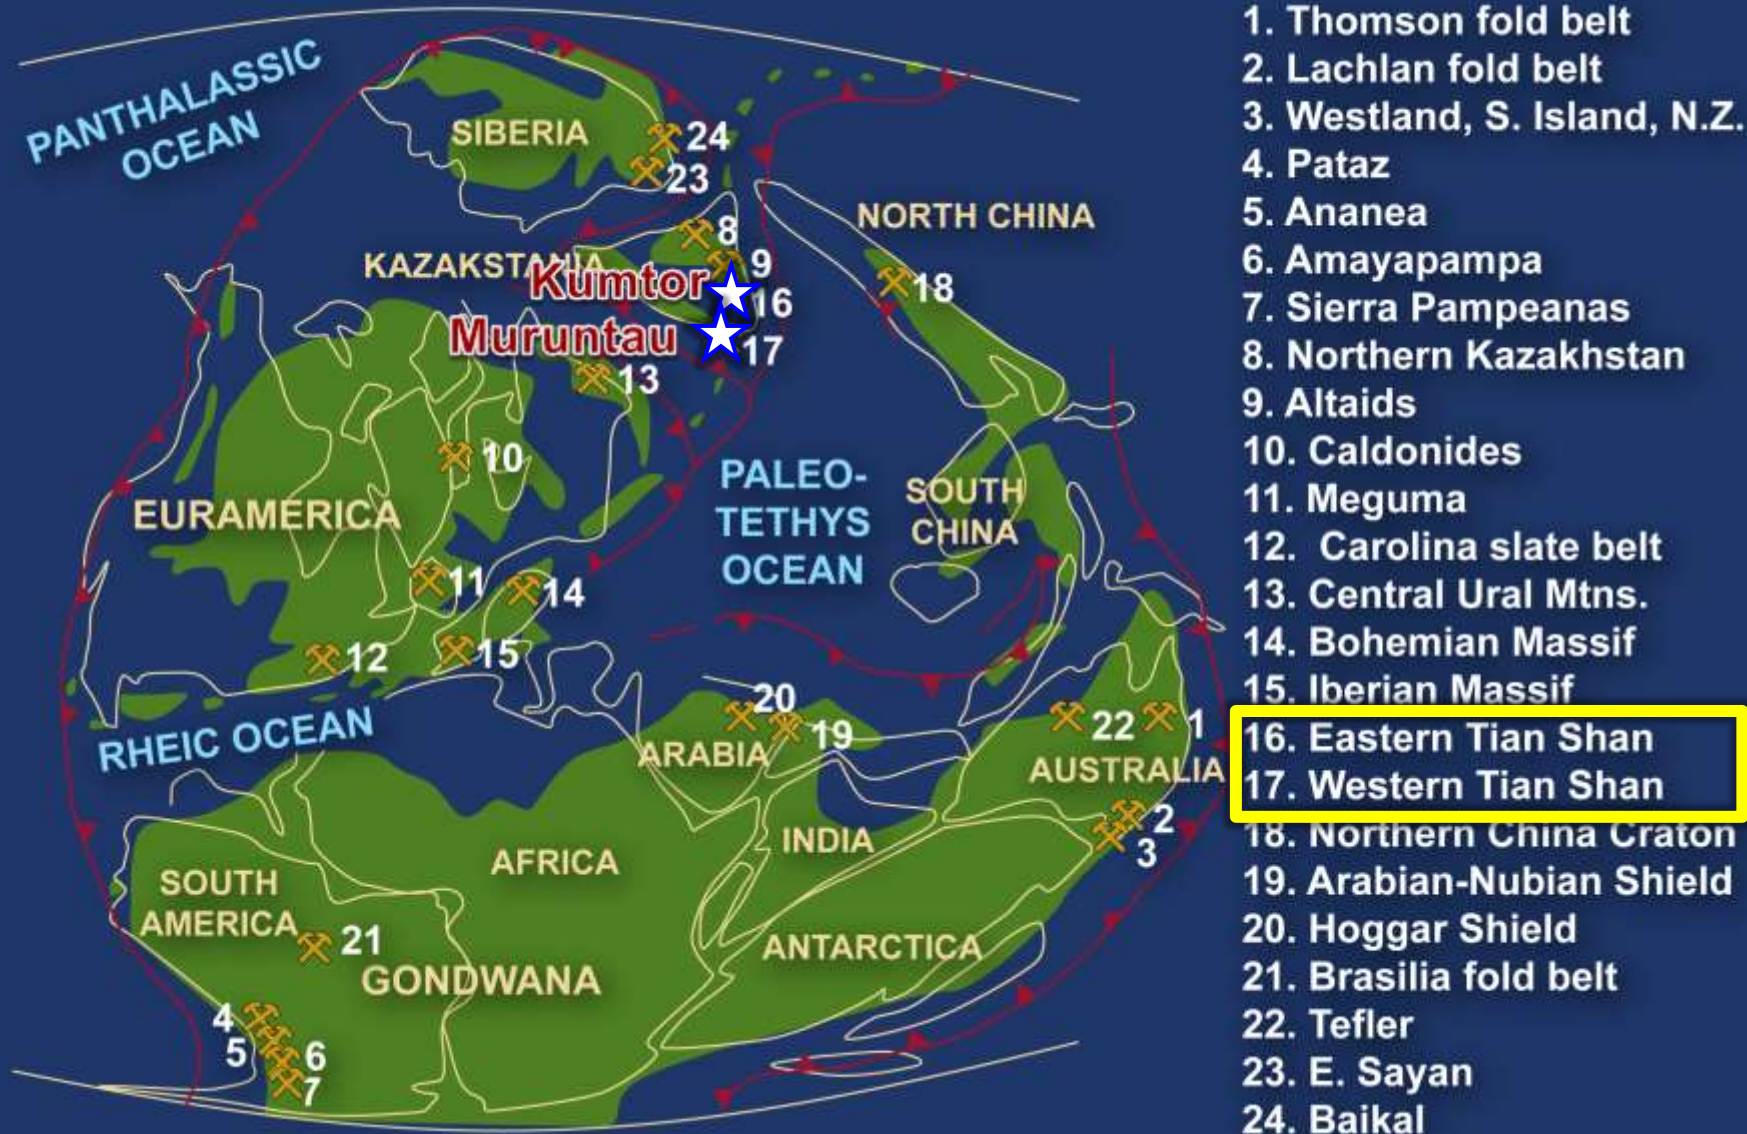 PANTHALASSIC
OCEAN
SIBERIA
24
23
NORTH CHINA
8
KAZAKSTANIA
9
Kumtor
16
18
Muruntau
17
13
10
PALEO-
TETHYS
OCEAN
SOUTH
CHINA
EURAMERICA
11
14
12
15
RHEIC OCEAN
20
19
ARABIA
22
1
AUSTRALIA
2
3
INDIA
AFRICA
SOUTH
AMERICA
21
GONDWANA
ANTARCTICA
4
5
6
7
1. Thomson fold belt
2. Lachlan fold belt
3. Westland, S. Island, N.Z.
4. Pataz
5. Ananea
6. Amayapampa
7. Sierra Pampeanas
8. Northern Kazakhstan
9. Altaids
10. Caldonides
11. Meguma
12. Carolina slate belt
13. Central Ural Mtns.
14. Bohemian Massif
15. Iberian Massif
16. Eastern Tian Shan
17. Western Tian Shan
18. Northern China Craton
19. Arabian-Nubian Shield
20. Hoggar Shield
21. Brasilia fold belt
22. Tefler
23. E. Sayan
24. Baikal